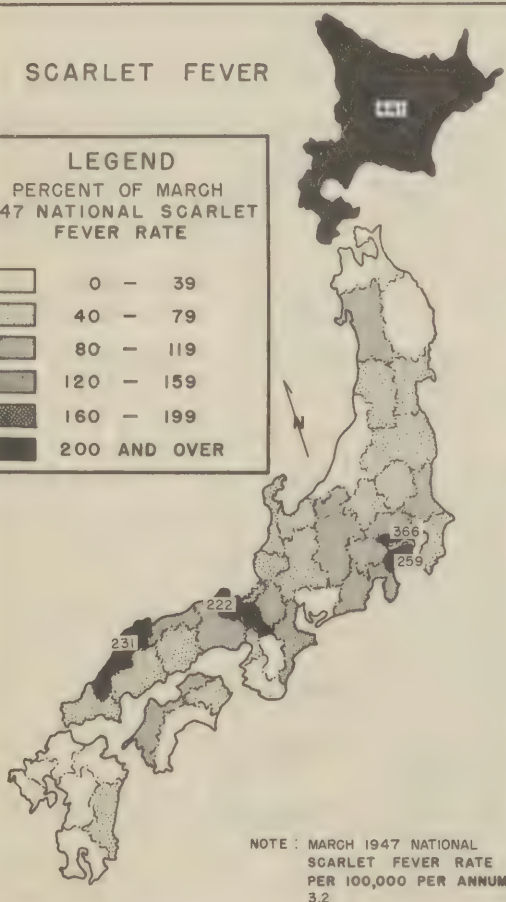 SCARLET FEVER
LEGEND
PERCENT OF MARCH
47 NATIONAL SCARLET
FEVER RATE
0 — 39
40 — 79
80 — 119
120 — 159
160 — 199
200 AND OVER
N
366
259
222
231
NOTE : MARCH 1947 NATIONAL
SCARLET FEVER RATE
PER 100,000 PER ANNUM
3.2